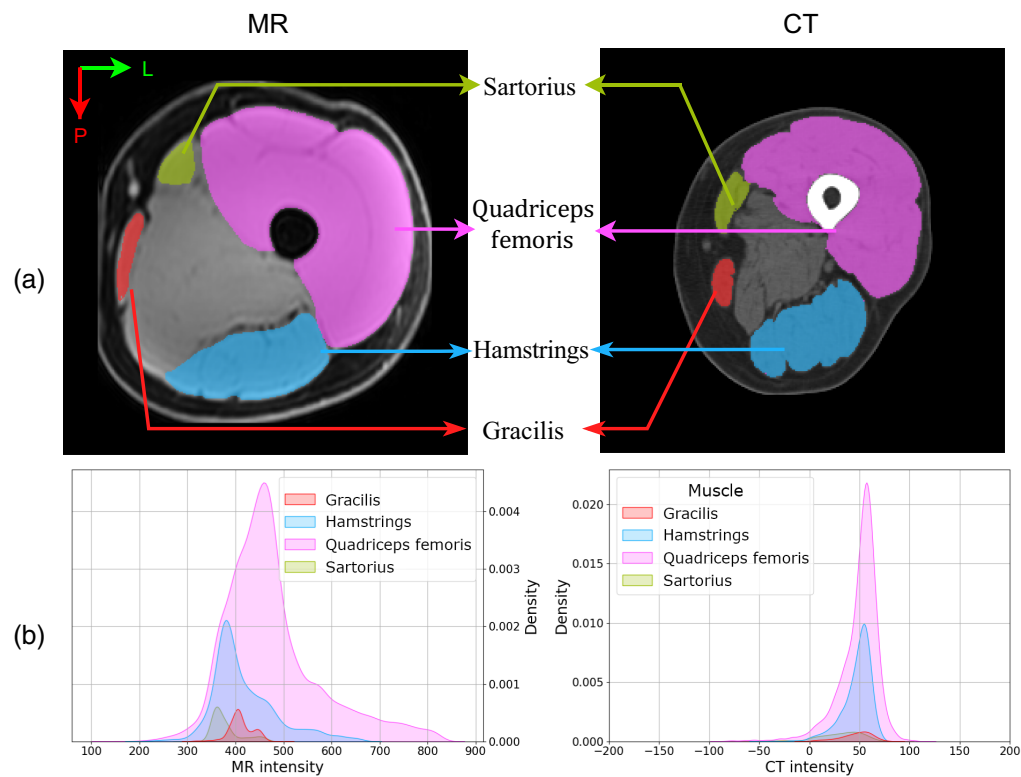 MR
CT
L
P
Sartorius
Quadriceps
femoris
(a)
Hamstrings
Gracilis
Gracilis
Hamstrings
Quadriceps femoris
Sartorius
0.004
0.003
0.002
0.001
0.000
Density
(b)
100 200 300 400 500 600 700 800 900
MR intensity
Muscle
Gracilis
Hamstrings
Quadriceps femoris
Sartorius
0.020
0.015
0.010
0.005
0.000
Density
−200 −150 −100 −50 0 50 100 150 200
CT intensity